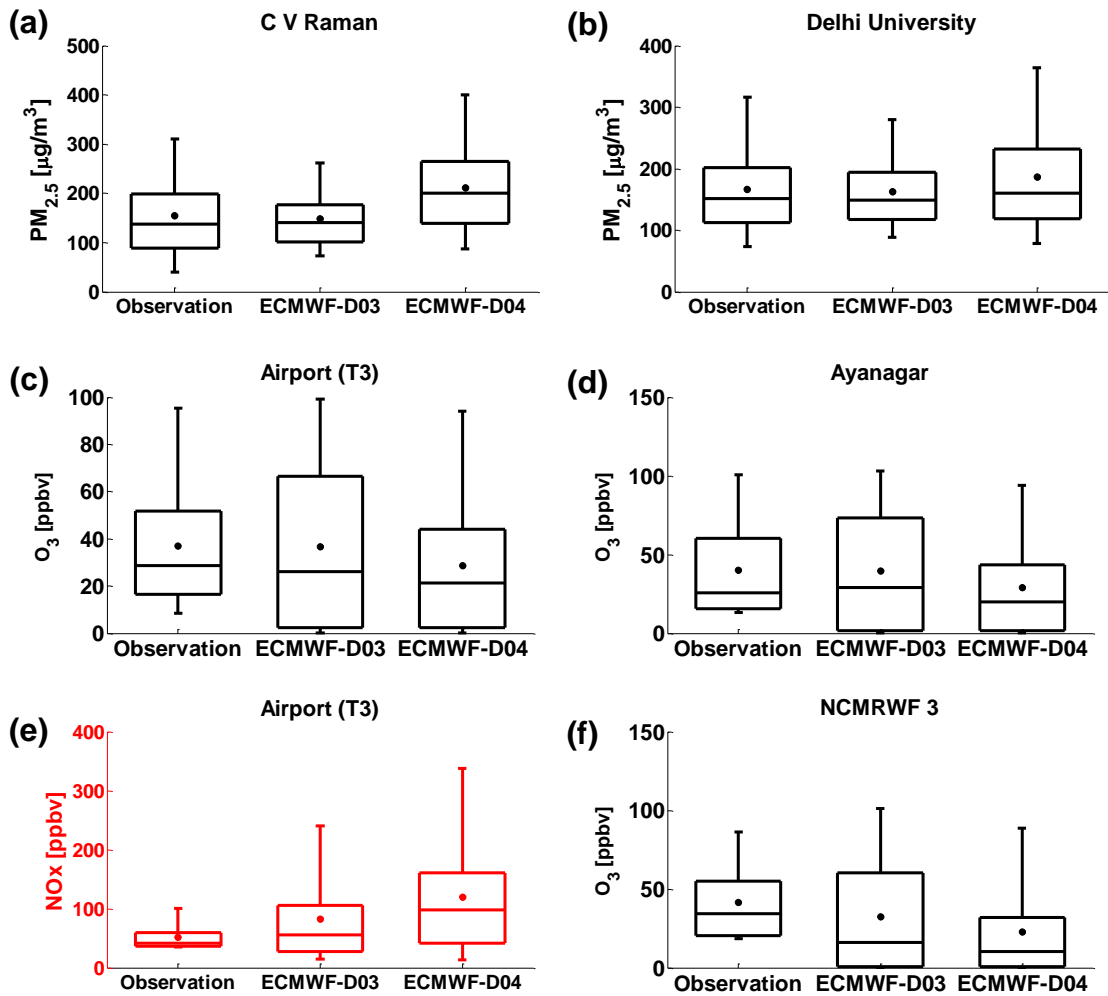 (a)
C V Raman
PM2.5 [μg/m3]
500
400
300
200
100
0
Observation ECMWF-D03 ECMWF-D04
(b)
Delhi University
PM2.5 [μg/m3]
400
300
200
100
0
Observation ECMWF-D03 ECMWF-D04
(c)
Airport (T3)
O3 [ppbv]
100
80
60
40
20
0
Observation ECMWF-D03 ECMWF-D04
(d)
Ayanagar
O3 [ppbv]
150
100
50
0
Observation ECMWF-D03 ECMWF-D04
(e)
Airport (T3)
NOx [ppbv]
400
300
200
100
0
Observation ECMWF-D03 ECMWF-D04
(f)
NCMRWF 3
O3 [ppbv]
150
100
50
0
Observation ECMWF-D03 ECMWF-D04